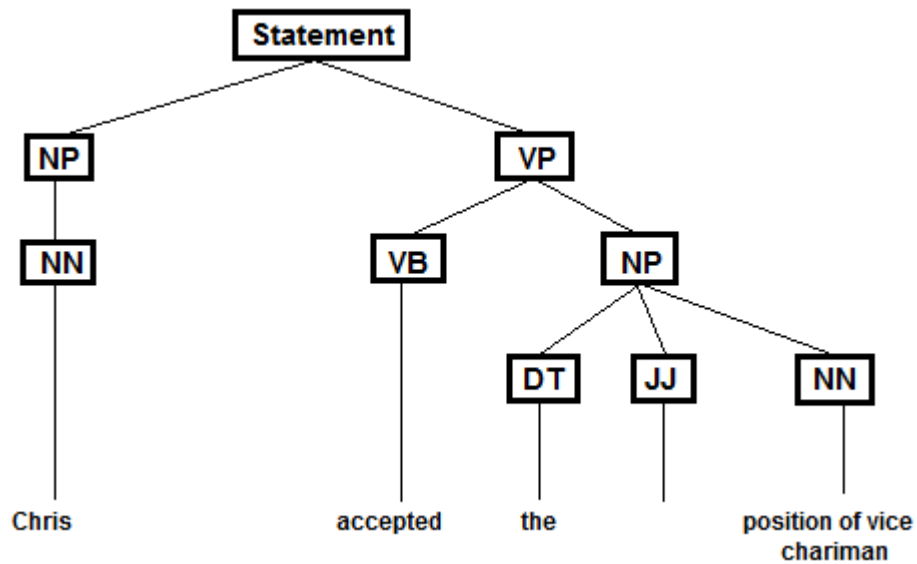 Statement
NP VP
NN VB NP
DT JJ NN
Chris accepted the position of vice
chariman